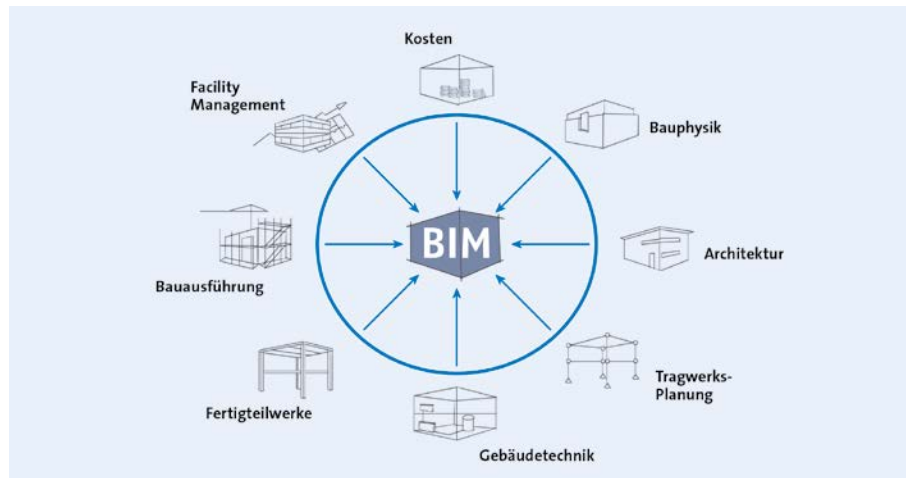 Kosten
Facility
Management
Bauphysik
BIM
Architektur
Bauausführung
Tragwerks-
Planung
Fertigteilwerke
Gebäudetechnik